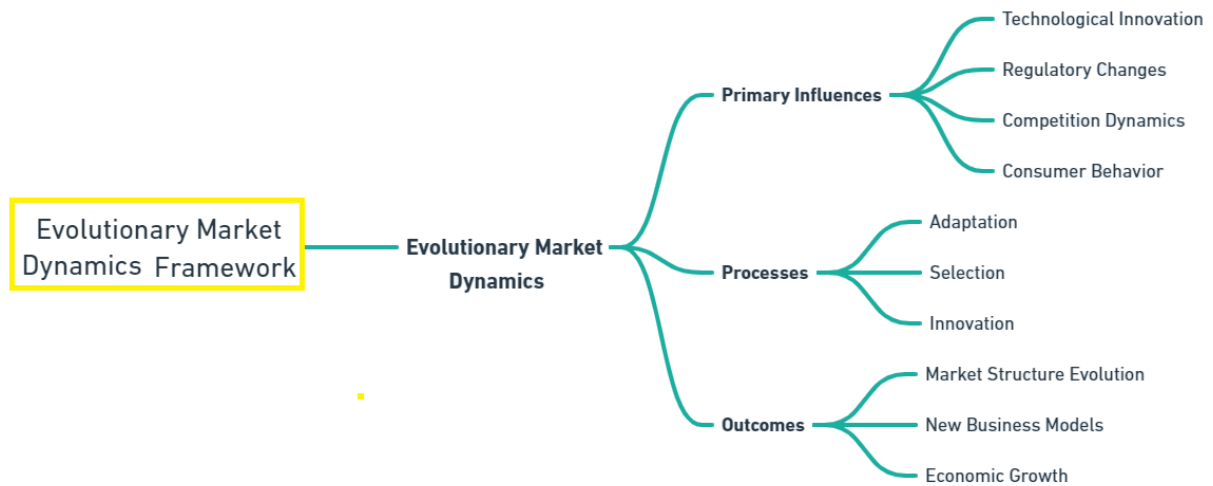 Evolutionary Market
Dynamics Framework
Evolutionary Market
Dynamics
Primary Influences
Technological Innovation
Regulatory Changes
Competition Dynamics
Consumer Behavior
Processes
Adaptation
Selection
Innovation
Outcomes
Market Structure Evolution
New Business Models
Economic Growth